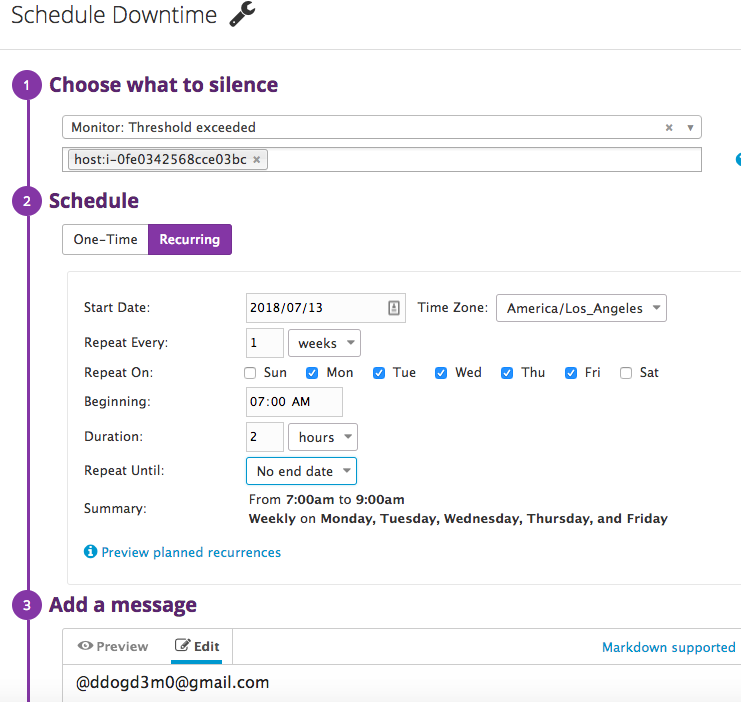 Schedule Downtime
1 Choose what to silence
Monitor: Threshold exceeded × ▼
host:i-0fe0342568cce03bc ×
2 Schedule
One-Time Recurring
Start Date: 2018/07/13 Time Zone: America/Los_Angeles
Repeat Every: 1 weeks
Repeat On: Sun Mon Tue Wed Thu Fri Sat
Beginning: 07:00 AM
Duration: 2 hours
Repeat Until: No end date
Summary: From 7:00am to 9:00am
Weekly on Monday, Tuesday, Wednesday, Thursday, and Friday
Preview planned recurrences
3 Add a message
Preview Edit Markdown supported
@ddogd3m0@gmail.com